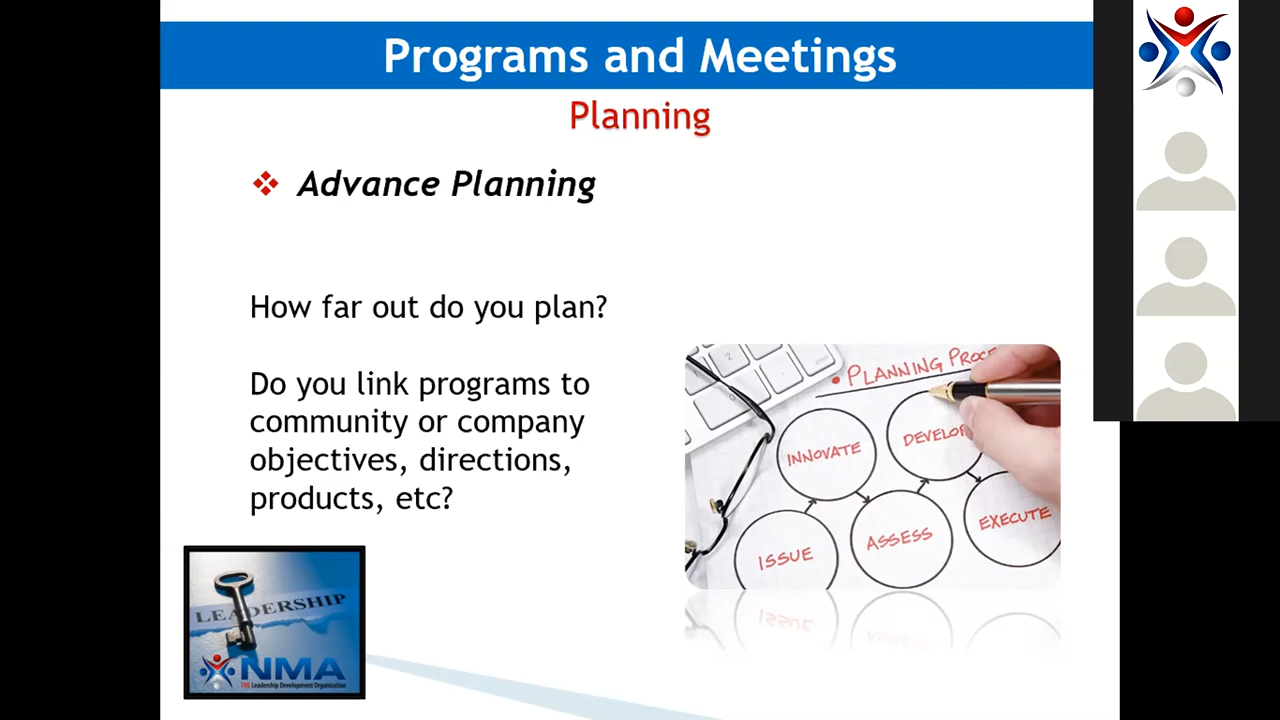 Programs and Meetings
Planning
Advance Planning
How far out do you plan?
Do you link programs to
community or company
objectives, directions,
products, etc?
2
• PLANNING PROC
INNOVATE
DEVELOP
ISSUE
ASSESS
EXECUTE
LEADERSHIP
NMA
THE Leadership Development Organization